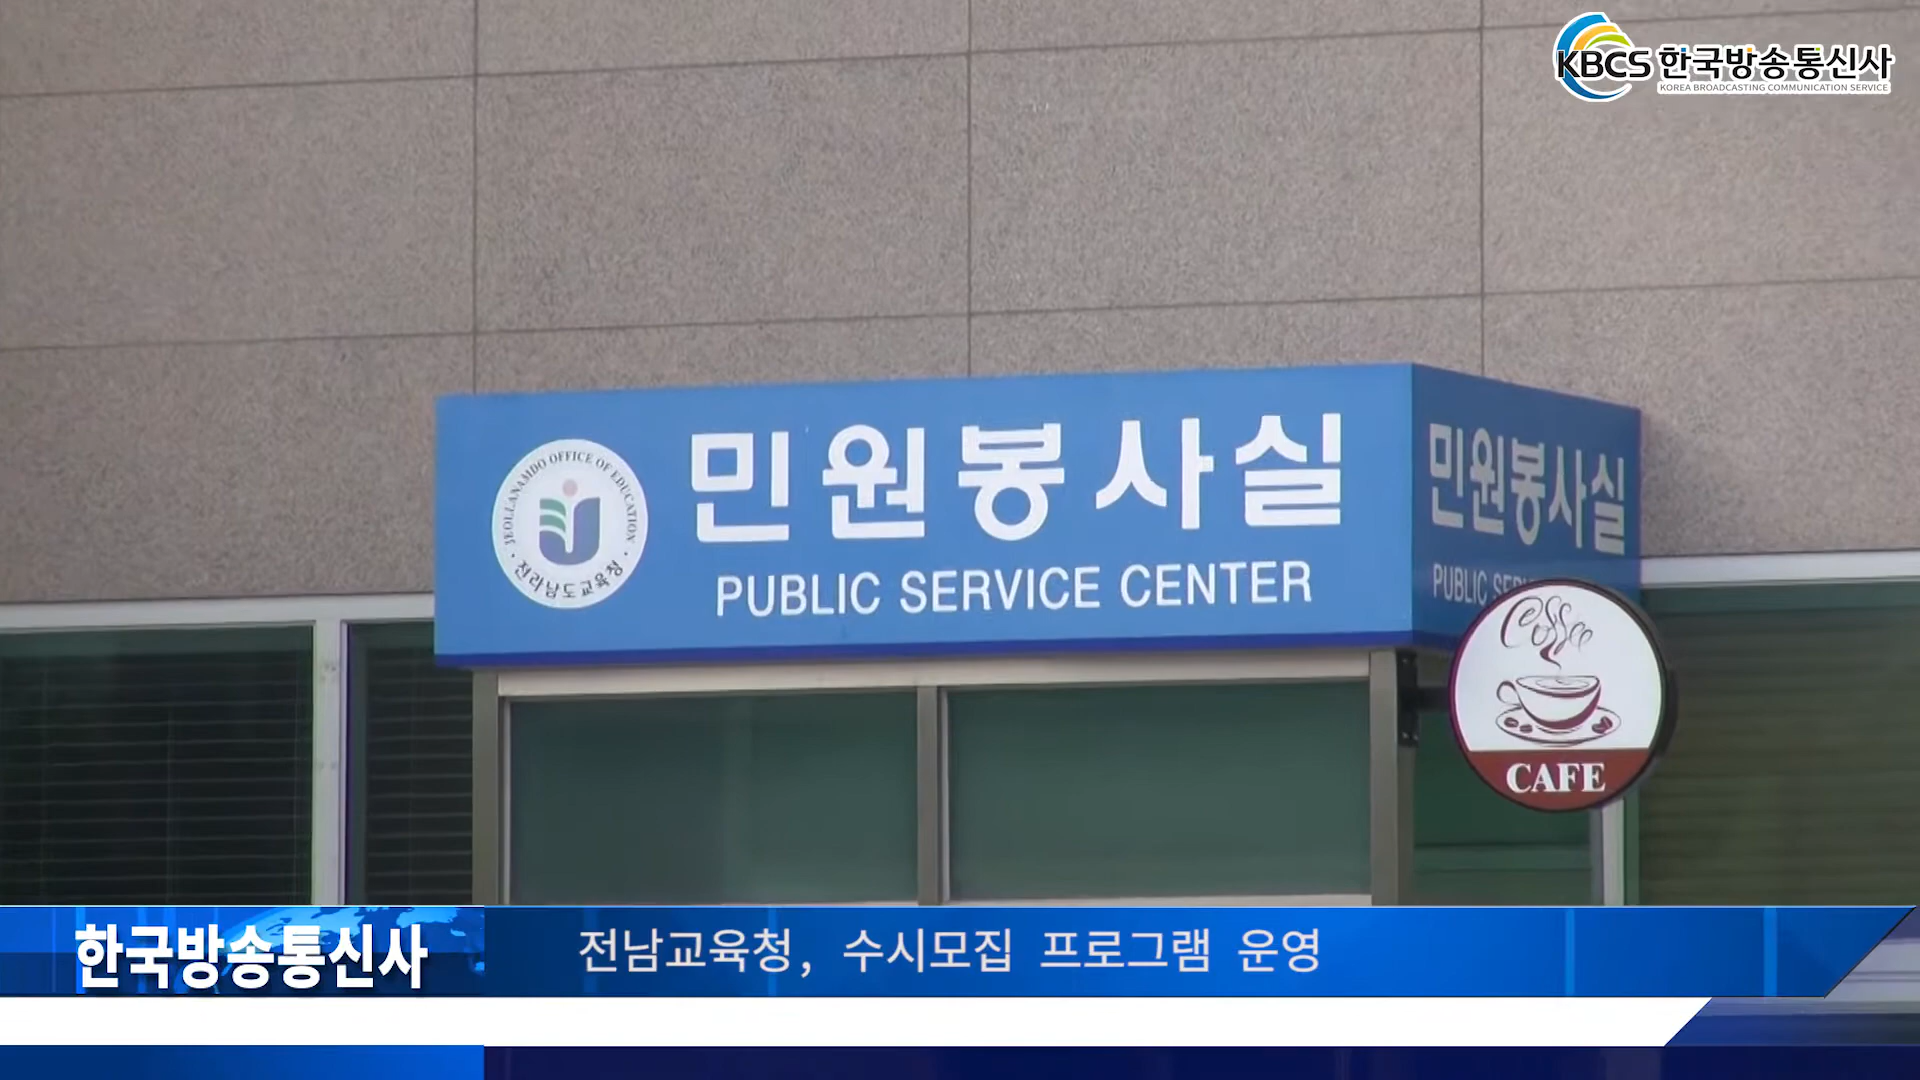 KBCS 한국방송통신사
KOREA BROADCASTING COMMUNICATION SERVICE
민원봉사실
PUBLIC SERVICE CENTER
JEOLLANAMDO OFFICE OF EDUCATION
전라남도교육청
민원봉사실
PUBLIC
Coffee
CAFE
한국방송통신사
전남교육청, 수시모집 프로그램 운영